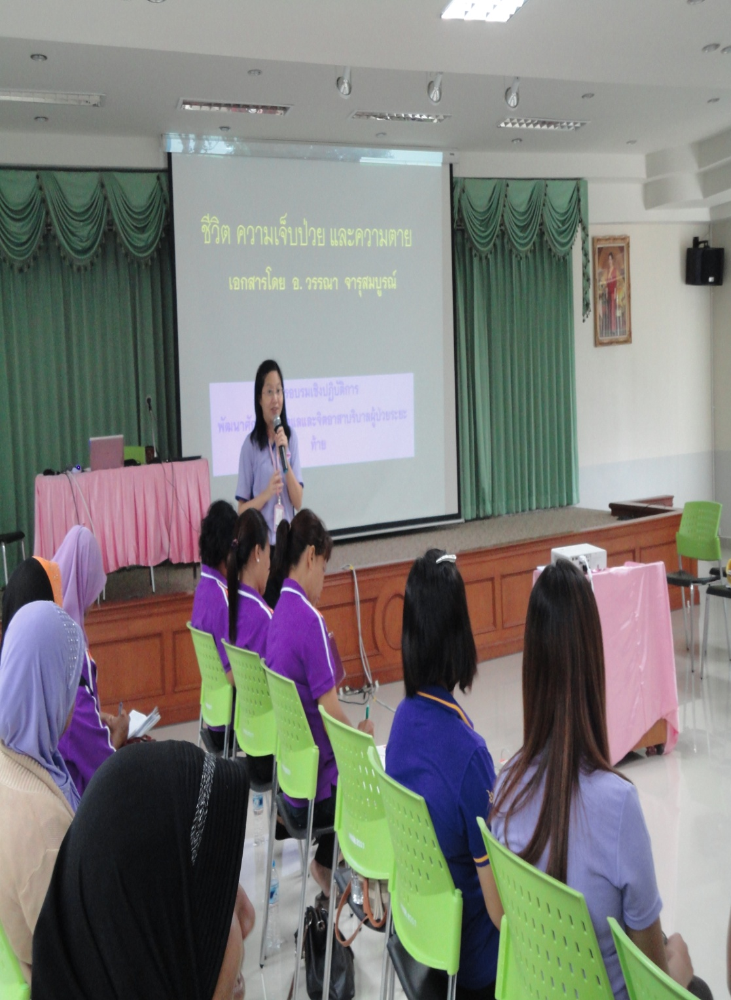 ชีวิต ความเจ็บป่วย และความตาย
เอกสารโดย อ. วรรณา จารุสมบูรณ์
รอบรมเชิงปฏิบัติการ
และจิตอาสาบริบาลผู้ป่วยระยะ
ท้าย